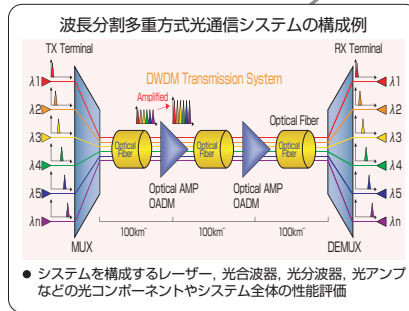 波長分割多重方式光通信システムの構成例
TX Terminal
RX Terminal
DWDM Transmission System
Amplified
Optical Fiber
λ1
λ2
λ3
λ4
λ5
λn
Optical
Fiber
Optical
Fiber
Optical
Fiber
λ1
λ2
λ3
λ4
λ5
λn
Optical AMP
OADM
Optical AMP
OADM
100km~
100km~
100km~
MUX
DEMUX
● システムを構成するレーザー, 光合波器, 光分波器, 光アンプ
などの光コンポーネントやシステム全体の性能評価